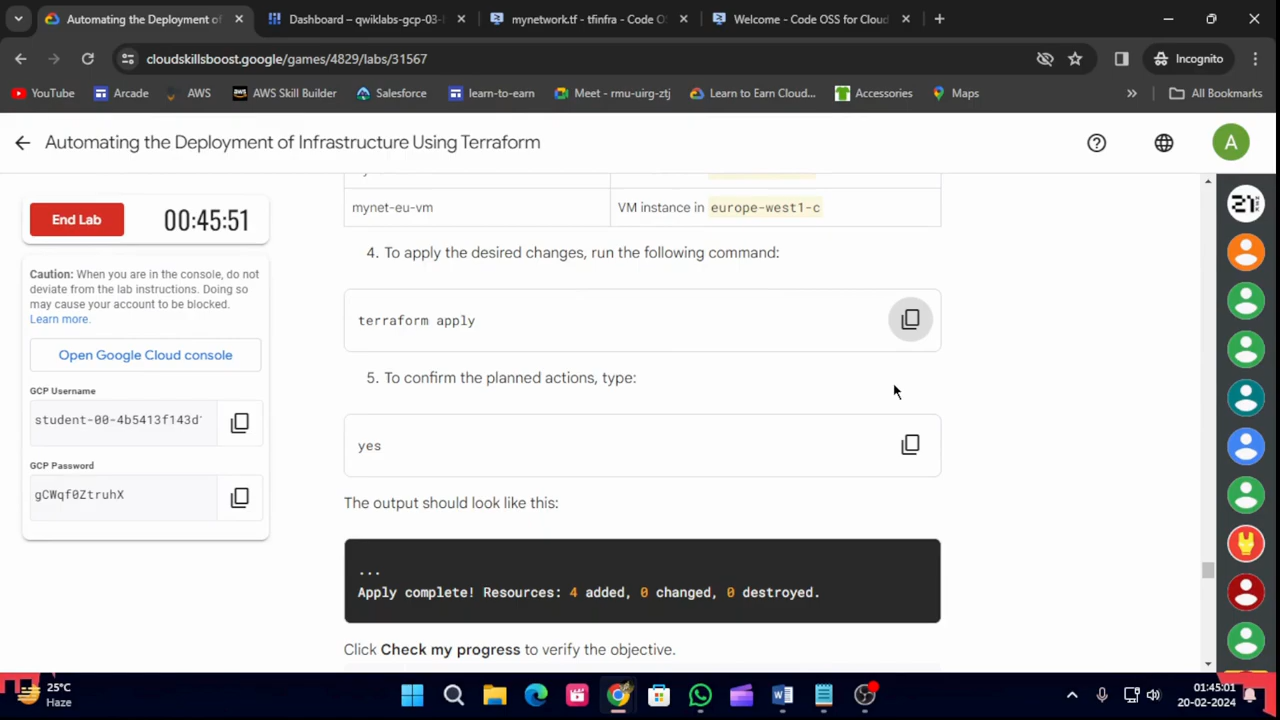 Automating the Deployment of
Dashboard – qwiklabs-gcp-03-
mynetwork.tf - tfinfra - Code O
Welcome - Code OSS for Cloud
cloudskillsboost.google/games/4829/labs/31567
Incognito
YouTube
Arcade
AWS
AWS Skill Builder
Salesforce
learn-to-earn
Meet - rmu-uirg-ztj
Learn to Earn Cloud...
Accessories
Maps
All Bookmarks
Automating the Deployment of Infrastructure Using Terraform
A
End Lab
00:45:51
Caution: When you are in the console, do not
deviate from the lab instructions. Doing so
may cause your account to be blocked.
Learn more.
Open Google Cloud console
GCP Username
student-00-4b5413f143d
GCP Password
gCWqf0ZtruhX
mynet-eu-vm
VM instance in europe-west1-c
4. To apply the desired changes, run the following command:
terraform apply
5. To confirm the planned actions, type:
yes
The output should look like this:
...
Apply complete! Resources: 4 added, 0 changed, 0 destroyed.
Click Check my progress to verify the objective.
25°C
Haze
01:45:01
20-02-2024